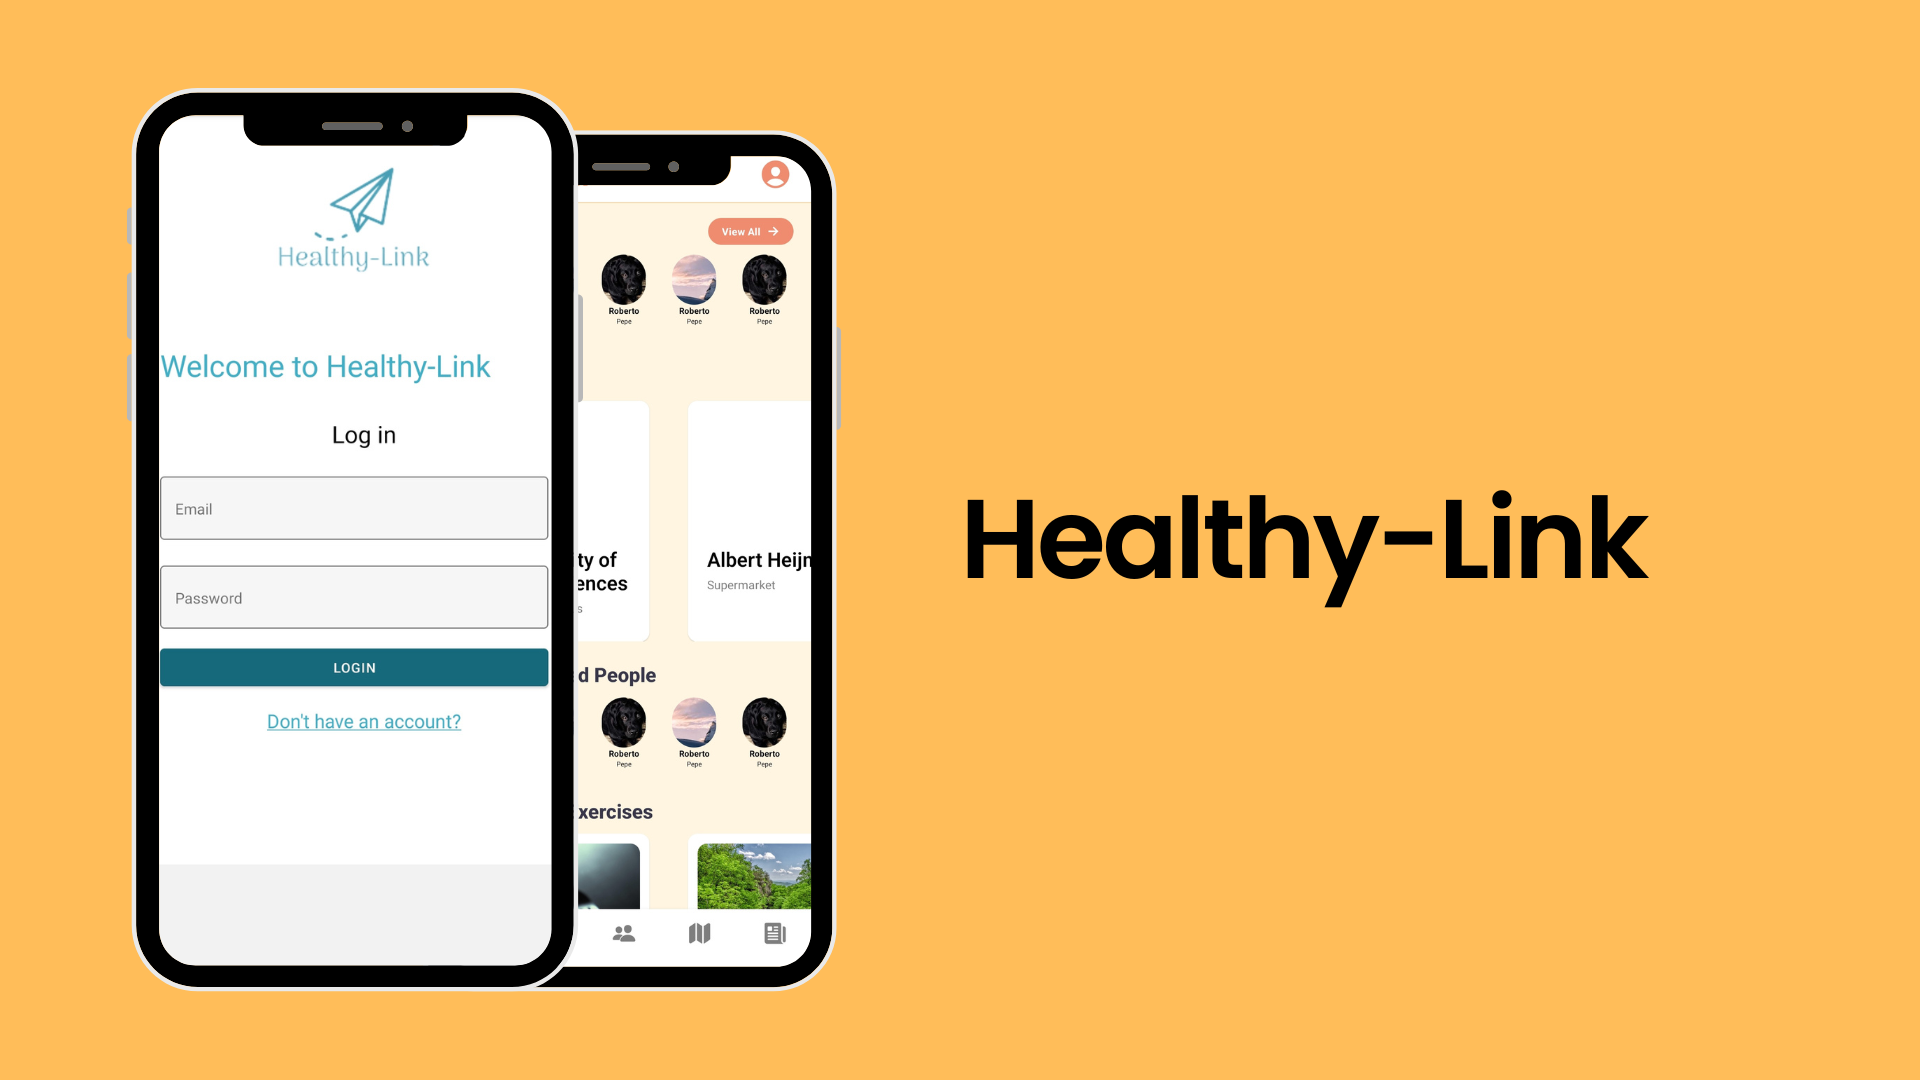 Healthy-Link
Welcome to Healthy-Link
Log in
Email
Password
LOGIN
Don't have an account?
View All
Roberto Roberto Roberto
Pepe Pepe Pepe
ty of
ences
s
Albert Heijn
Supermarket
d People
Roberto Roberto Roberto
Pepe Pepe Pepe
xercises
Healthy-Link